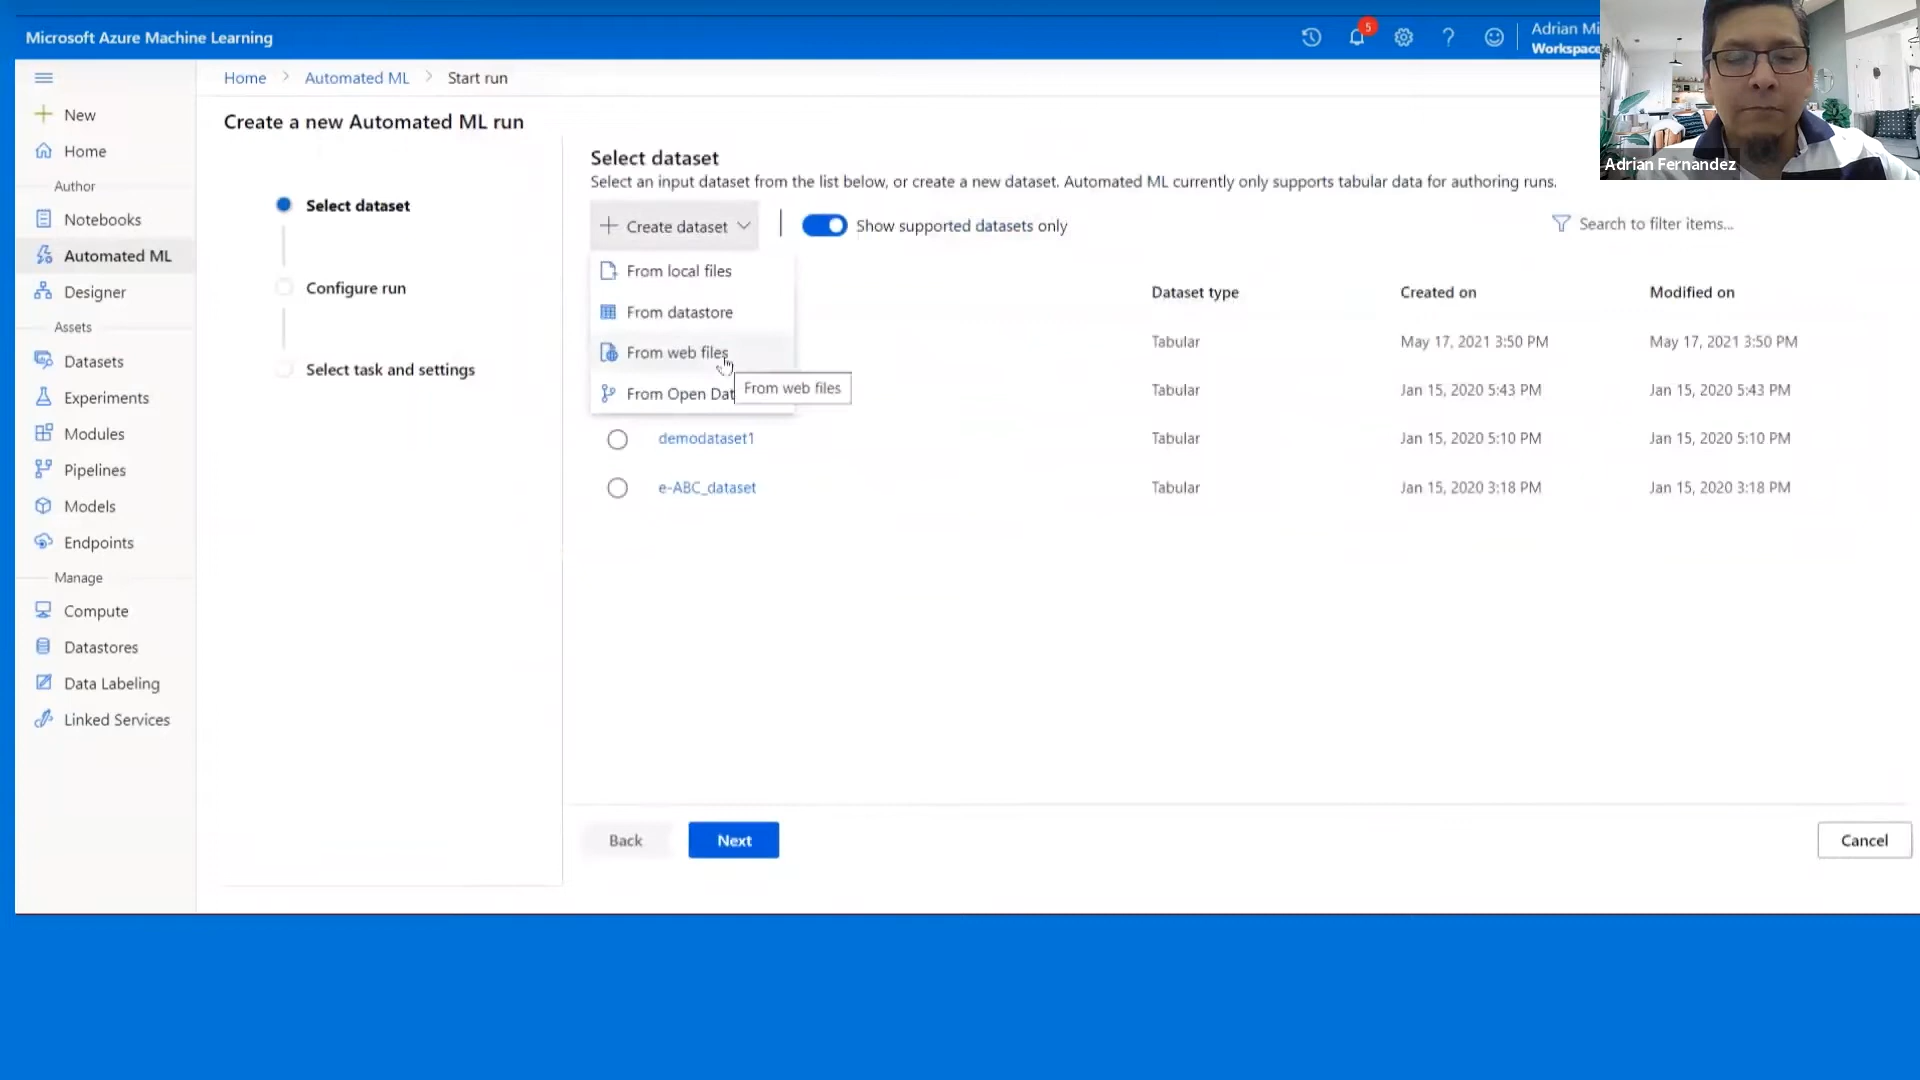 Microsoft Azure Machine Learning
5
Adrian Mi
Workspace
Adrian Fernandez
Home > Automated ML > Start run
New
Home
Author
Notebooks
Automated ML
Designer
Assets
Datasets
Experiments
Modules
Pipelines
Models
Endpoints
Manage
Compute
Datastores
Data Labeling
Linked Services
Create a new Automated ML run
Select dataset
Configure run
Select task and settings
Select dataset
Select an input dataset from the list below, or create a new dataset. Automated ML currently only supports tabular data for authoring runs.
Create dataset
Show supported datasets only
Search to filter items...
From local files
From datastore
From web files
From Open Dat
From web files
Dataset type Created on Modified on
Tabular May 17, 2021 3:50 PM May 17, 2021 3:50 PM
Tabular Jan 15, 2020 5:43 PM Jan 15, 2020 5:43 PM
demodataset1 Tabular Jan 15, 2020 5:10 PM Jan 15, 2020 5:10 PM
e-ABC_dataset Tabular Jan 15, 2020 3:18 PM Jan 15, 2020 3:18 PM
Back
Next
Cancel